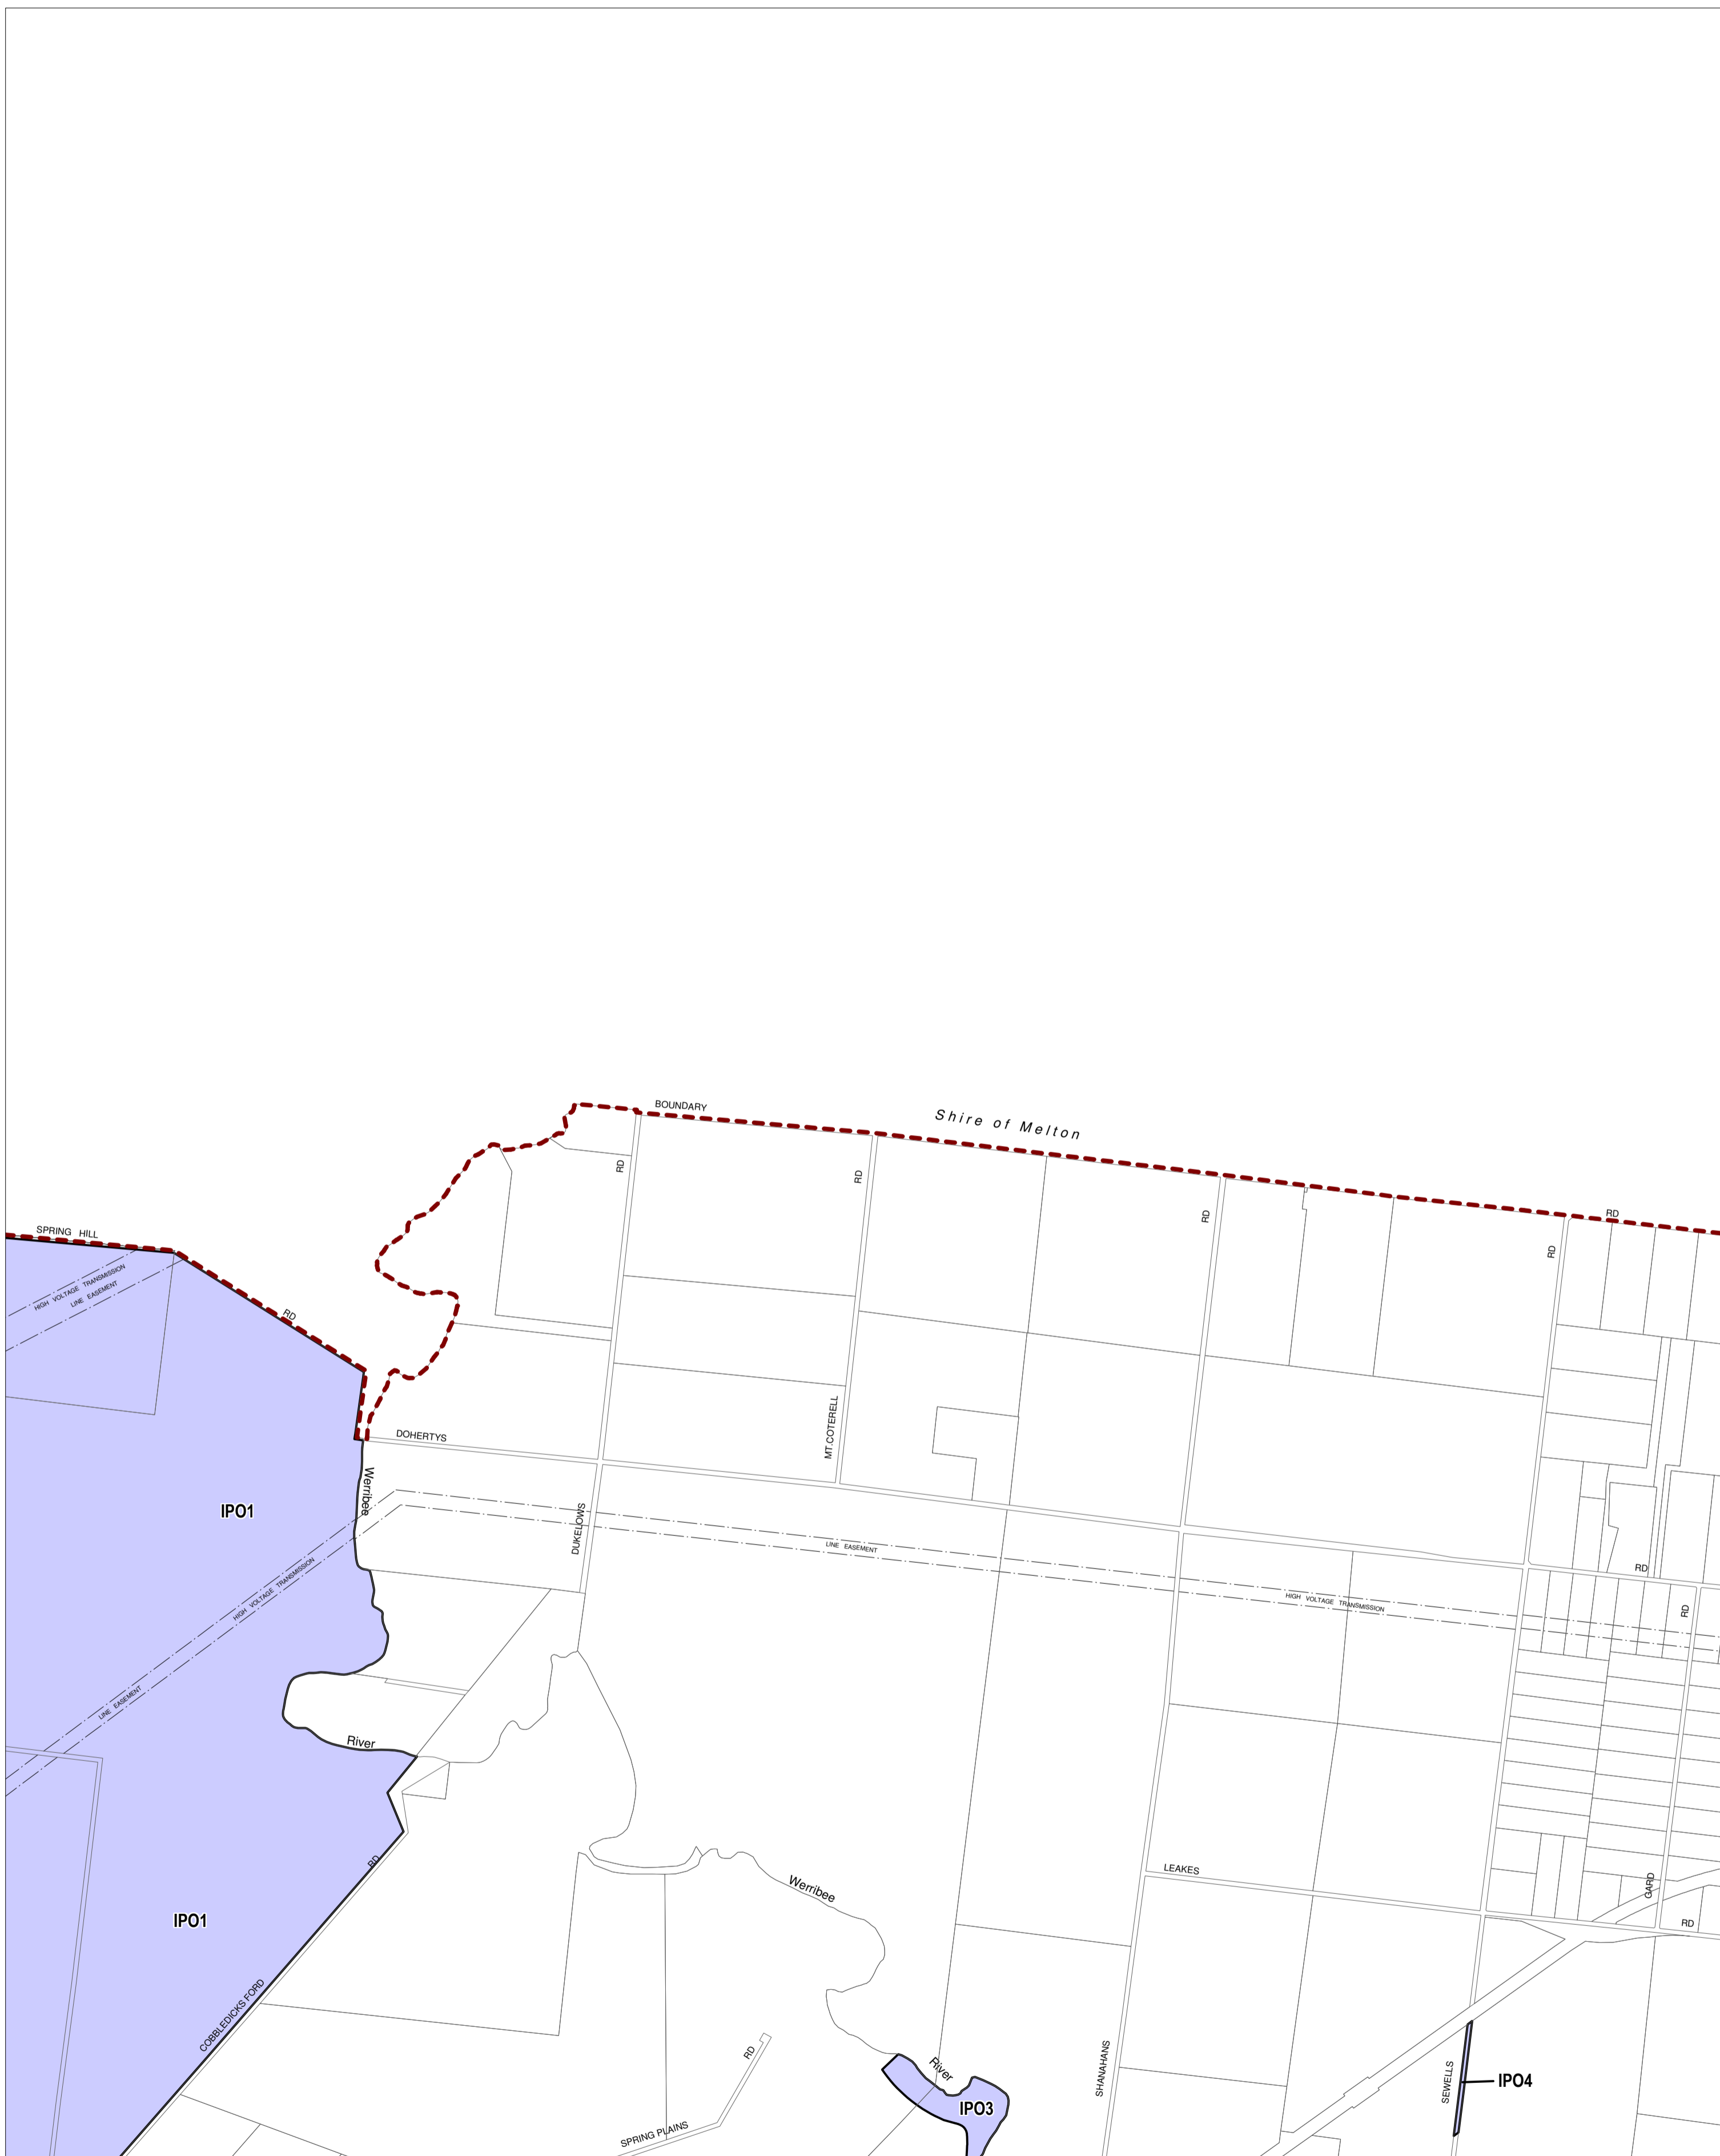 BOUNDARY
Shire of Melton
RD
RD
RD
RD
RD
SPRING HILL
HIGH VOLTAGE TRANSMISSION
LINE EASEMENT
RD
MT.COTERELL
DOHERTYS
Werribee
IPO1
DUKELOWS
LINE EASEMENT
HIGH VOLTAGE TRANSMISSION
RD
HIGH VOLTAGE TRANSMISSION
RD
LINE EASEMENT
River
RD
LEAKES
Werribee
GARD
IPO1
RD
COBBLEDICKS FORD
RD
River
SHANAHANS
SEWELLS
IPO4
IPO3
SPRING PLAINS